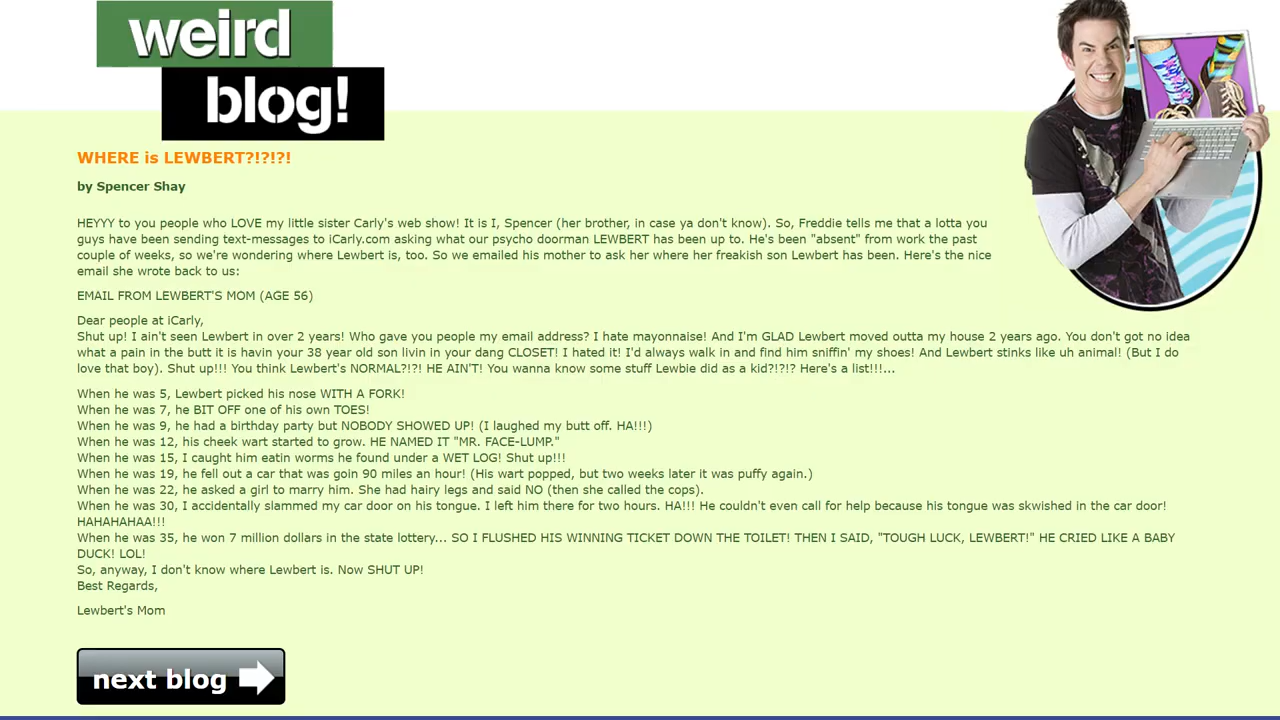 weird
blog!
WHERE is LEWBERT?!?!?!
by Spencer Shay
HEYYY to you people who LOVE my little sister Carly's web show! It is I, Spencer (her brother, in case ya don't know). So, Freddie tells me that a lotta you
guys have been sending text-messages to iCarly.com asking what our psycho doorman LEWBERT has been up to. He's been "absent" from work the past
couple of weeks, so we're wondering where Lewbert is, too. So we emailed his mother to ask her where her freakish son Lewbert has been. Here's the nice
email she wrote back to us:
EMAIL FROM LEWBERT'S MOM (AGE 56)
Dear people at iCarly,
Shut up! I ain't seen Lewbert in over 2 years! Who gave you people my email address? I hate mayonnaise! And I'm GLAD Lewbert moved outta my house 2 years ago. You don't got no idea
what a pain in the butt it is havin your 38 year old son livin in your dang CLOSET! I hated it! I'd always walk in and find him sniffin' my shoes! And Lewbert stinks like uh animal! (But I do
love that boy). Shut up!!! You think Lewbert's NORMAL?!?! HE AIN'T! You wanna know some stuff Lewbie did as a kid?!?!? Here's a list!!!...
When he was 5, Lewbert picked his nose WITH A FORK!
When he was 7, he BIT OFF one of his own TOES!
When he was 9, he had a birthday party but NOBODY SHOWED UP! (I laughed my butt off. HA!!!)
When he was 12, his cheek wart started to grow. HE NAMED IT "MR. FACE-LUMP."
When he was 15, I caught him eatin worms he found under a WET LOG! Shut up!!!
When he was 19, he fell out a car that was goin 90 miles an hour! (His wart popped, but two weeks later it was puffy again.)
When he was 22, he asked a girl to marry him. She had hairy legs and said NO (then she called the cops).
When he was 30, I accidentally slammed my car door on his tongue. I left him there for two hours. HA!!! He couldn't even call for help because his tongue was skwished in the car door!
HAHAHAHAA!!!
When he was 35, he won 7 million dollars in the state lottery... SO I FLUSHED HIS WINNING TICKET DOWN THE TOILET! THEN I SAID, "TOUGH LUCK, LEWBERT!" HE CRIED LIKE A BABY
DUCK! LOL!
So, anyway, I don't know where Lewbert is. Now SHUT UP!
Best Regards,
Lewbert's Mom
next blog